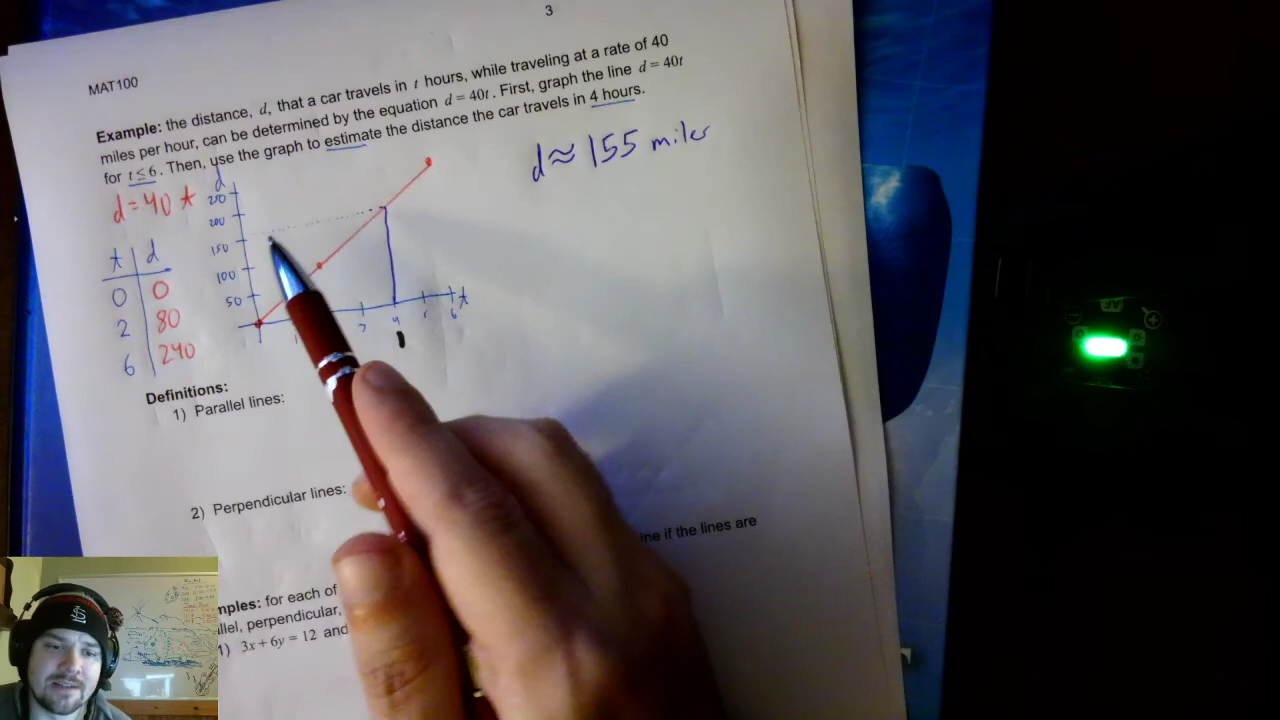 3
MAT100
Example: the distance, d, that a car travels in t hours, while traveling at a rate of 40
miles per hour, can be determined by the equation d = 40t. First, graph the line d = 40t
for t ≤ 6. Then, use the graph to estimate the distance the car travels in 4 hours.
d ≈ 155 miles
d = 40t
t d
0 0
2 80
6 240
d
250
200
150
100
50
4
6 t
Definitions:
1) Parallel lines:
2) Perpendicular lines:
ine if the lines are
mples: for each of
llel, perpendicular,
1) 3x + 6y = 12 and